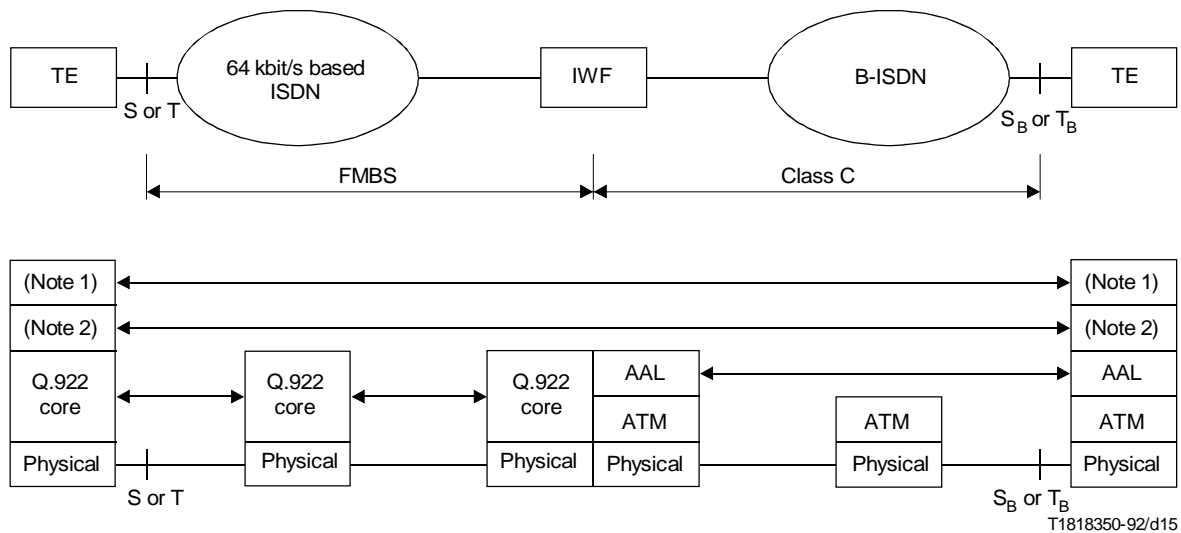 TE
64 kbit/s based
ISDN
IWF
B-ISDN
TE
S or T
S_B or T_B
FMBS
Class C
(Note 1)
(Note 1)
(Note 2)
(Note 2)
Q.922
core
Q.922
core
Q.922
core
AAL
AAL
ATM
ATM
ATM
Physical
Physical
Physical
Physical
Physical
Physical
S or T
S_B or T_B
T1818350-92/d15